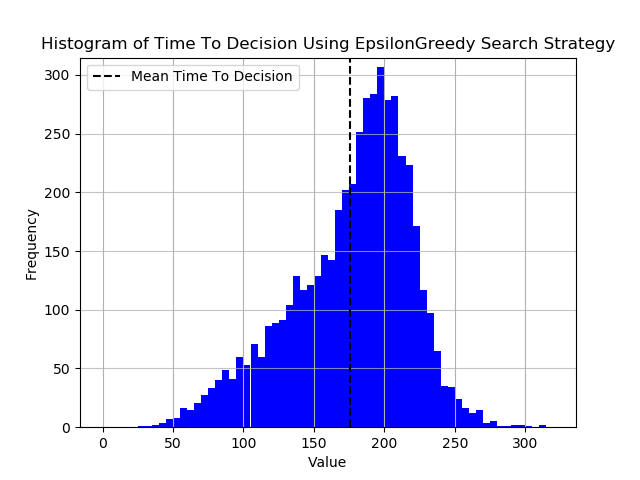 Histogram of Time To Decision Using EpsilonGreedy Search Strategy
Mean Time To Decision
300
250
200
150
100
50
0
Frequency
0 50 100 150 200 250 300
Value